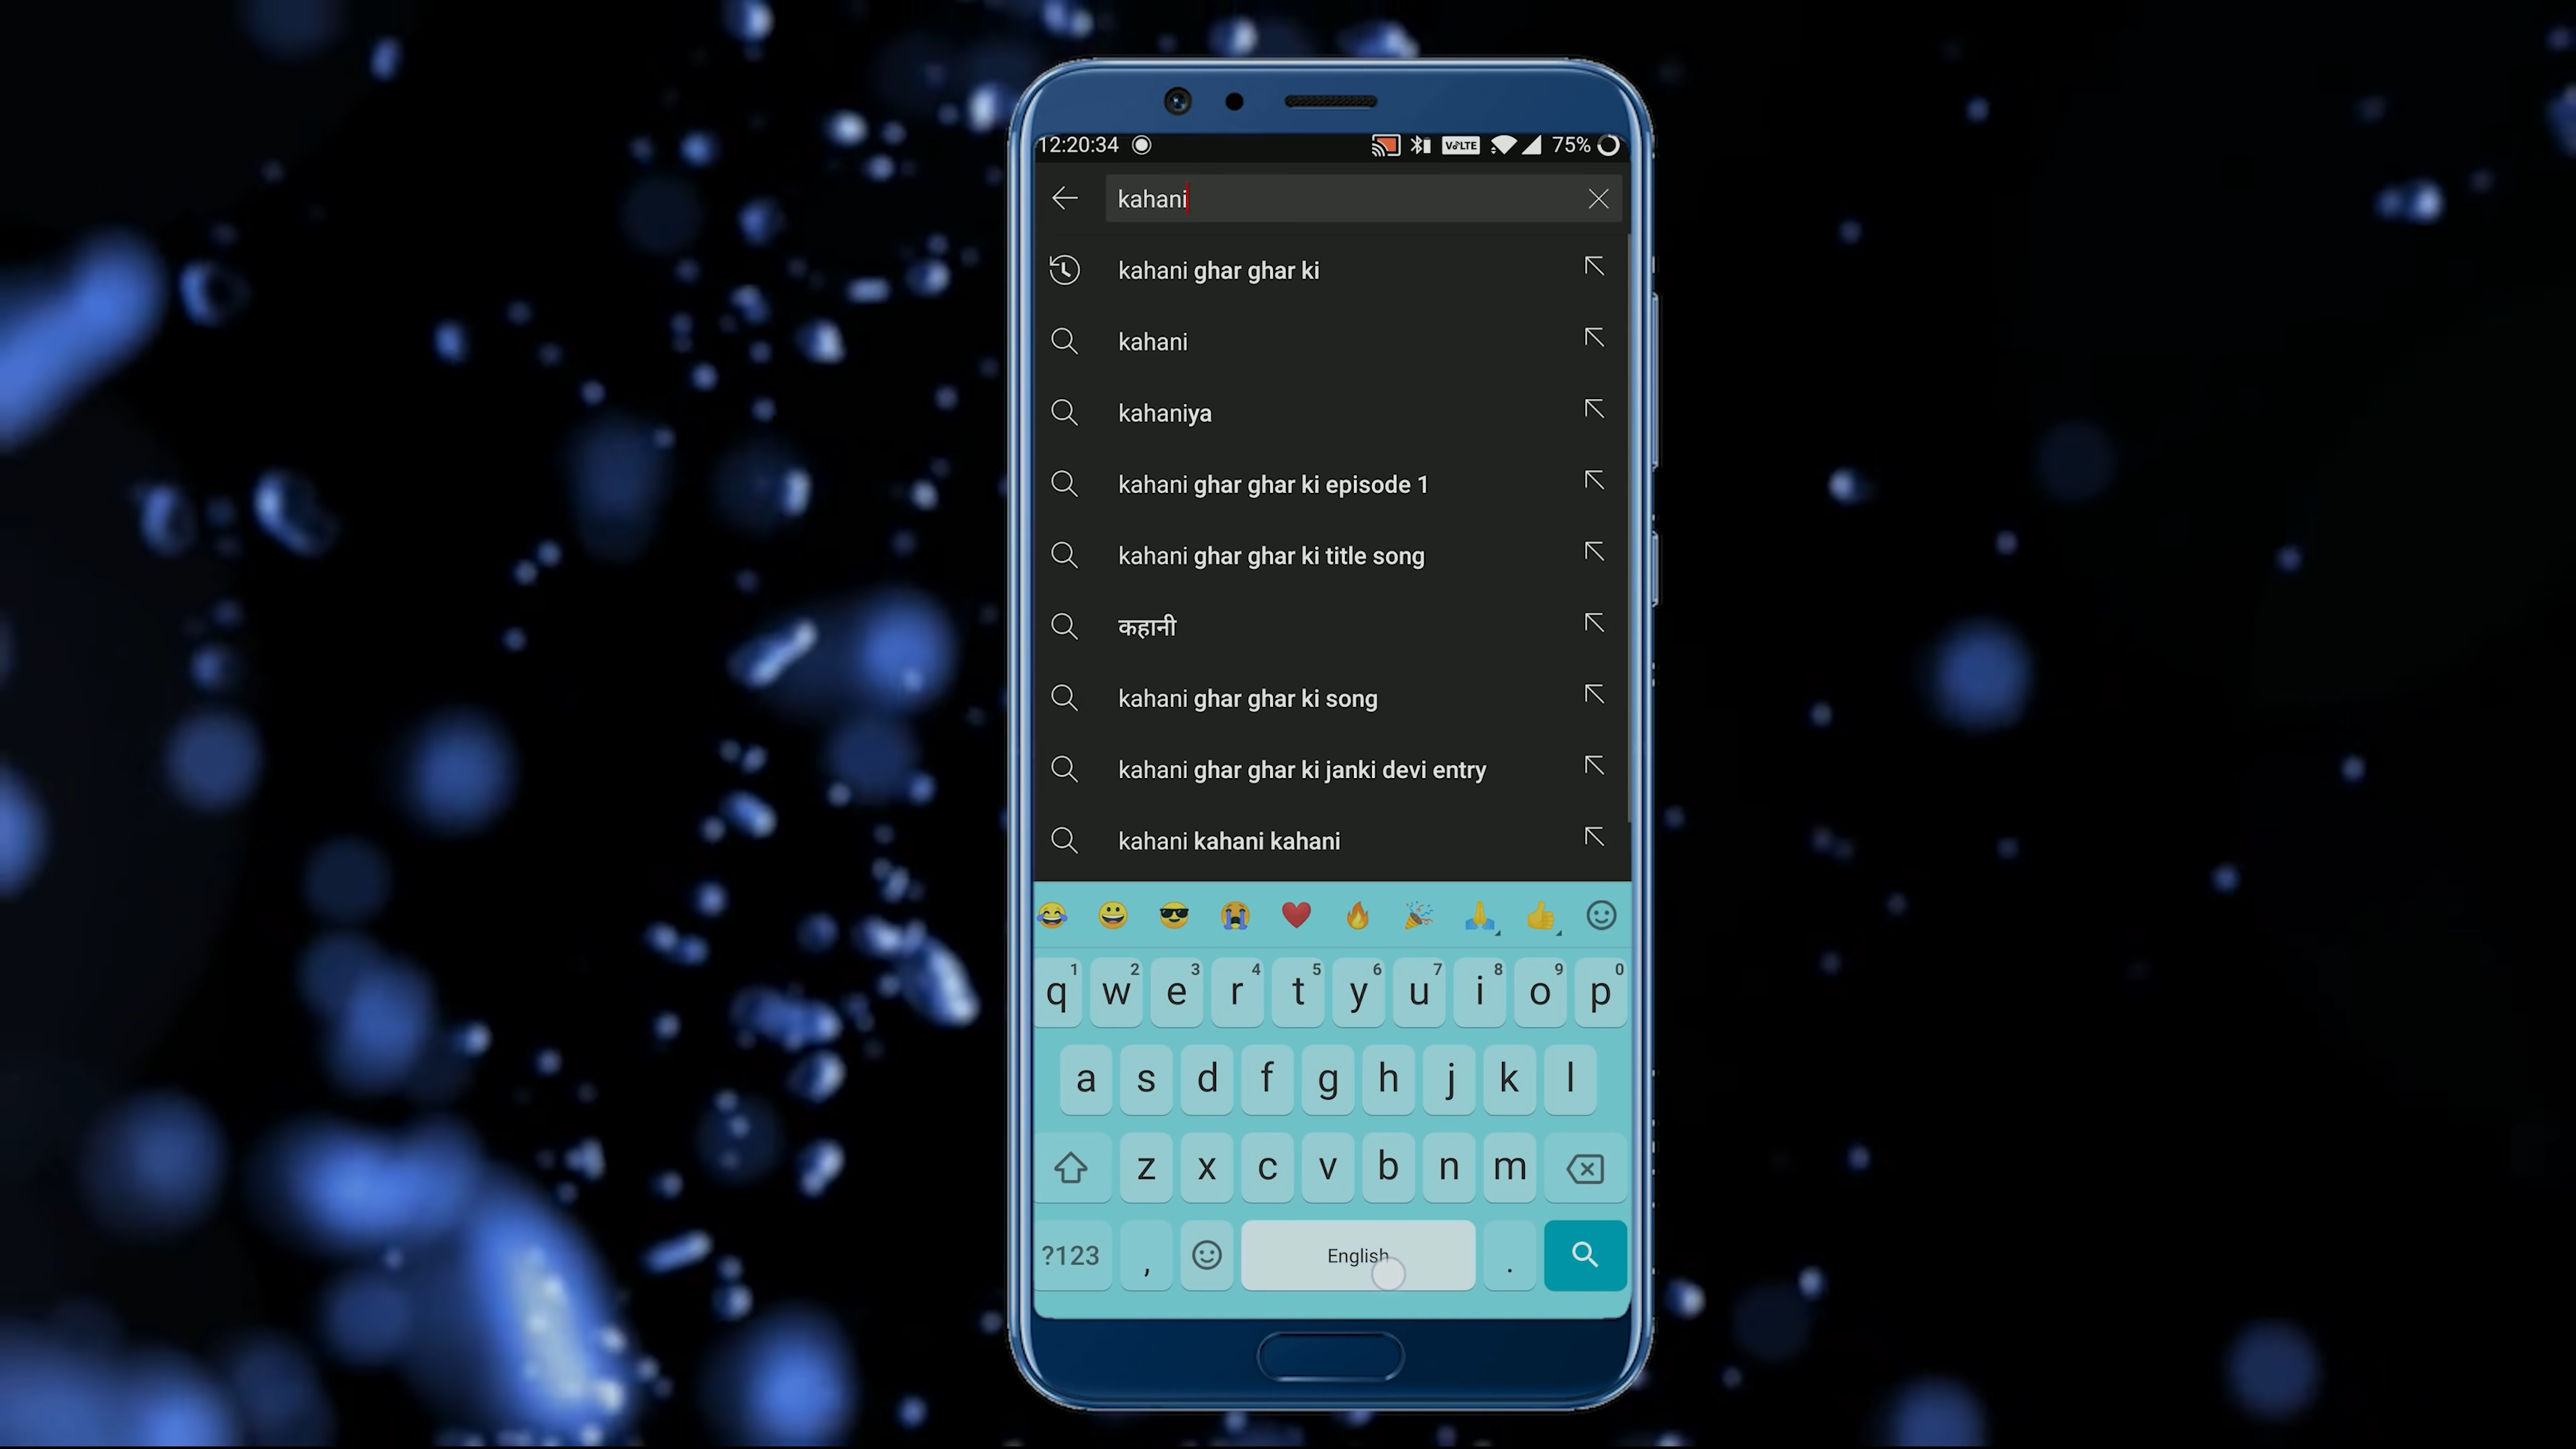 12:20:34 VoLTE 75%
kahani
kahani ghar ghar ki
kahani
kahaniya
kahani ghar ghar ki episode 1
kahani ghar ghar ki title song
कहानी
kahani ghar ghar ki song
kahani ghar ghar ki janki devi entry
kahani kahani kahani
1 2 3 4 5 6 7 8 9 0
q w e r t y u i o p
a s d f g h j k l
z x c v b n m
?123 , English .